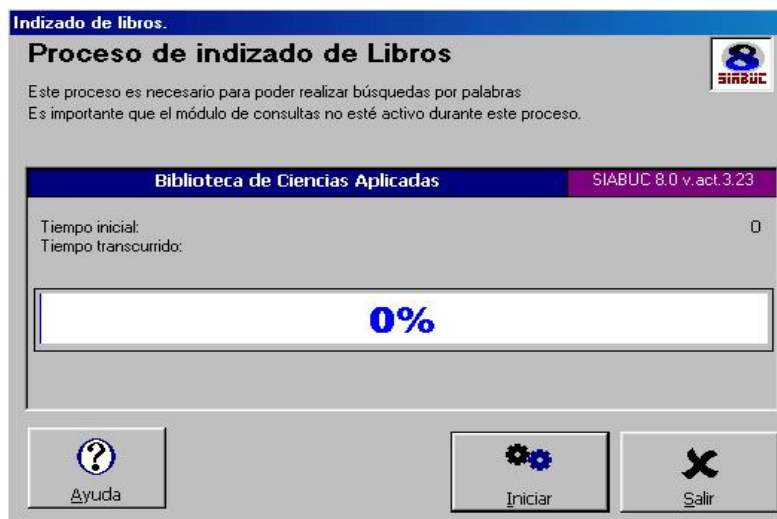 Indizado de libros.
Proceso de indizado de Libros
8
SIABUC
Este proceso es necesario para poder realizar búsquedas por palabras
Es importante que el módulo de consultas no esté activo durante este proceso.
Biblioteca de Ciencias Aplicadas
SIABUC 8.0 v.act.3.23
Tiempo inicial:
0
Tiempo transcurrido:
0%
Ayuda
Iniciar
Salir